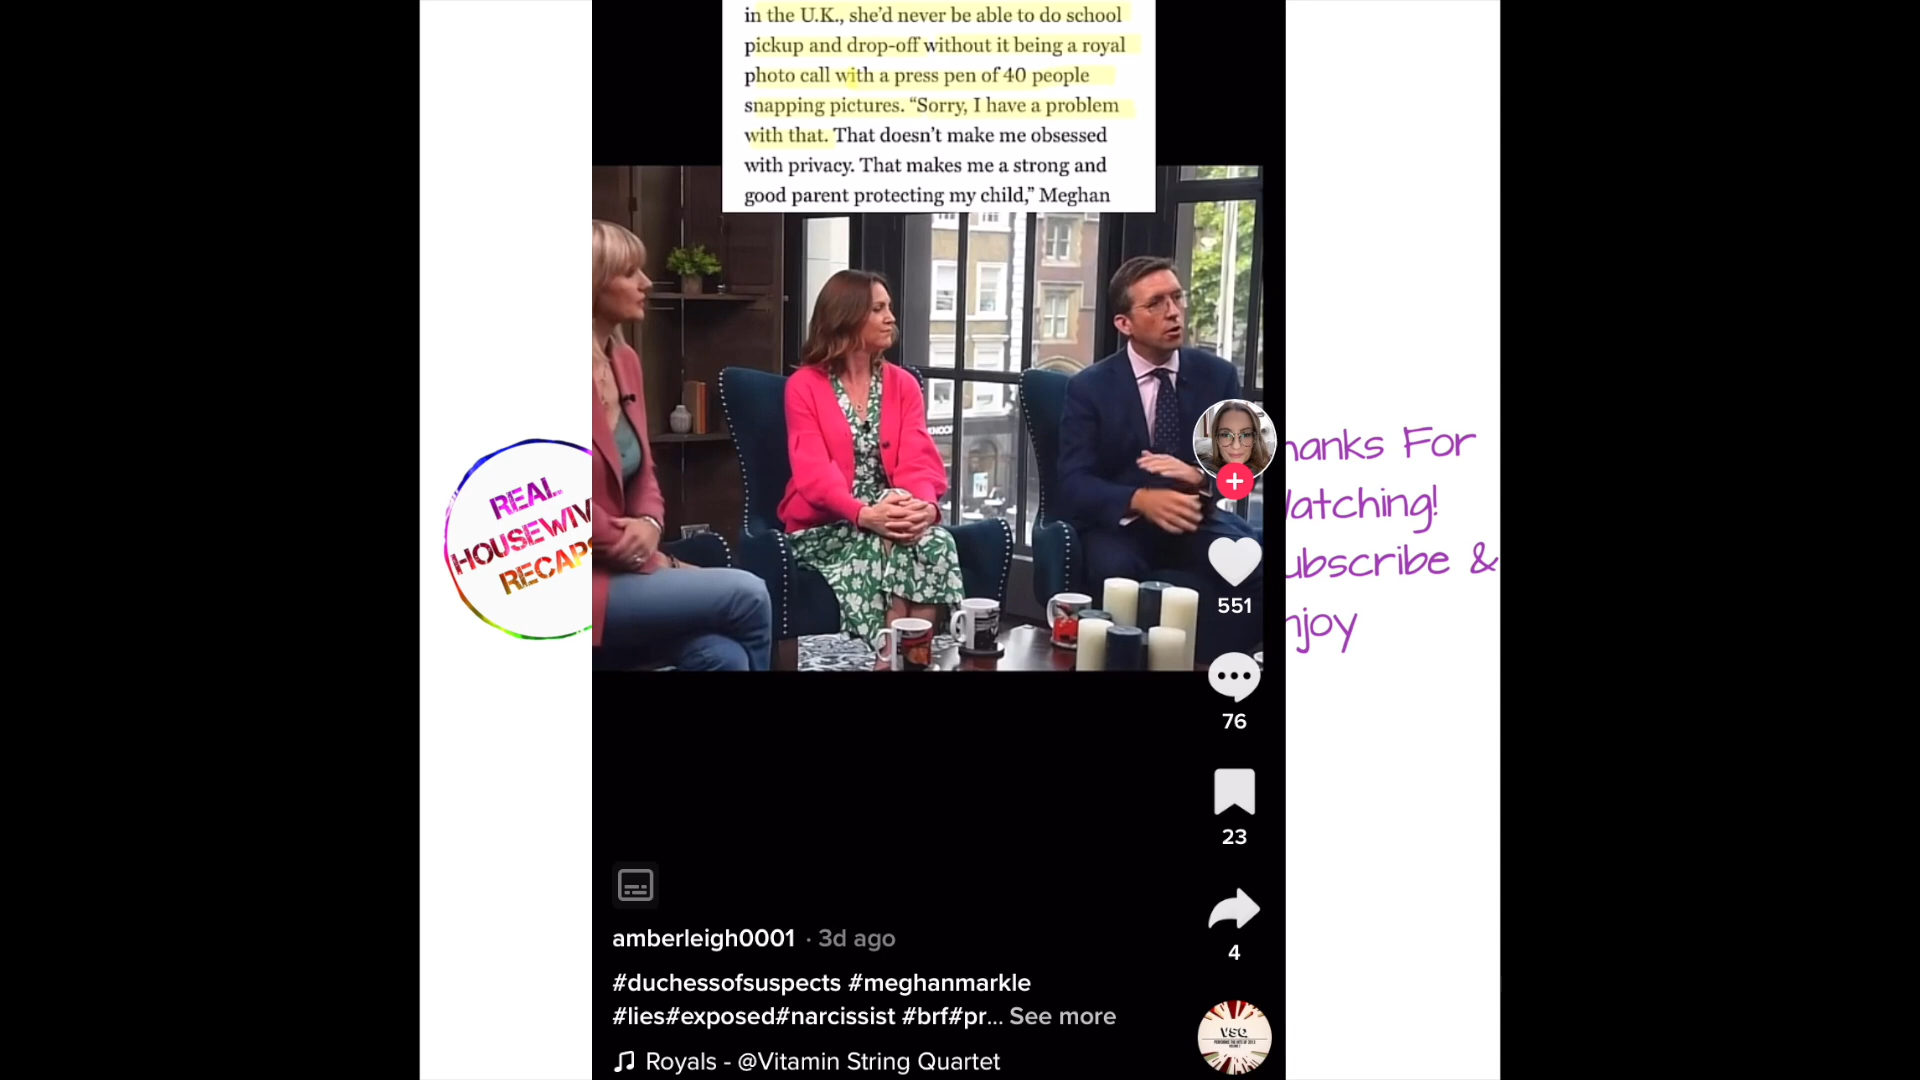 in the U.K., she'd never be able to do school
pickup and drop-off without it being a royal
photo call with a press pen of 40 people
snapping pictures. “Sorry, I have a problem
with that. That doesn't make me obsessed
with privacy. That makes me a strong and
good parent protecting my child,” Meghan
REAL
HOUSEWIV
RECAPS
hanks For
atching!
ubscribe &
njoy
551
76
23
4
amberleigh0001 · 3d ago
#duchessofsuspects #meghanmarkle
#lies#exposed#narcissist #brf#pr... See more
Royals - @Vitamin String Quartet
VSQ